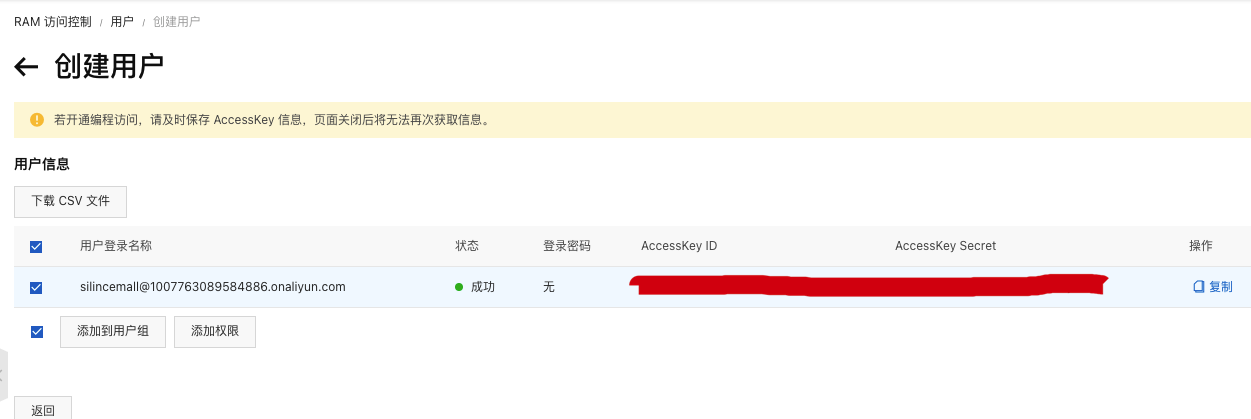 RAM 访问控制 / 用户 / 创建用户
← 创建用户
若开通编程访问，请及时保存 AccessKey 信息，页面关闭后将无法再次获取信息。
用户信息
下载 CSV 文件
用户登录名称 状态 登录密码 AccessKey ID AccessKey Secret 操作
silincemall@1007763089584886.onaliyun.com 成功 无 复制
添加到用户组 添加权限
返回